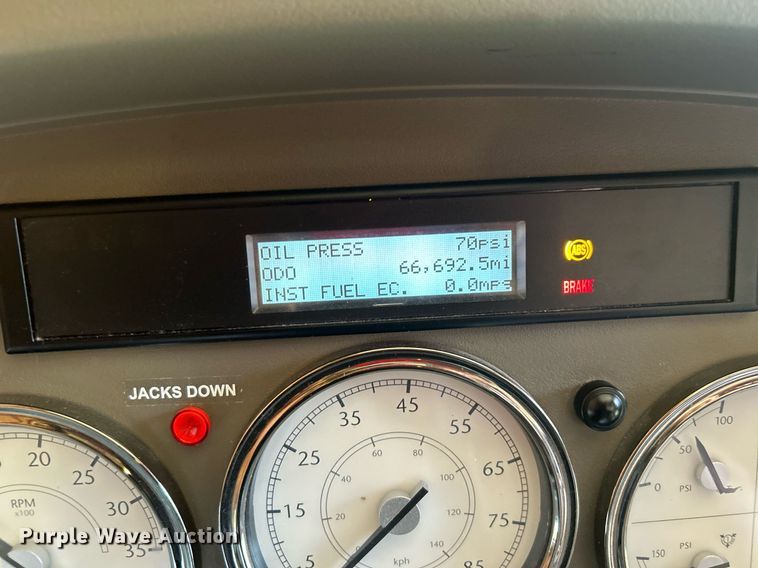 OIL PRESS 70psi
ODO 66,692.5mi
INST FUEL EC. 0.0mpg
ABS
BRAKE
JACKS DOWN
20
25
30
35
RPM
x100
5
15
25
35
45
55
65
75
85
20
40
60
80
100
120
140
kph
0
50
100
PSI
150
PSI
Purple Wave Auction